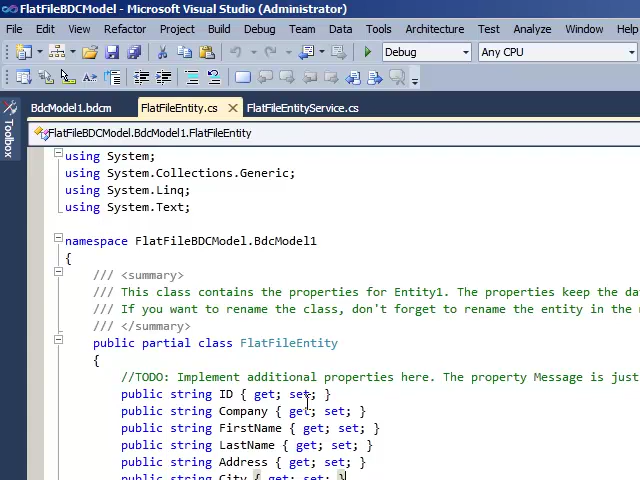 FlatFileBDCModel - Microsoft Visual Studio (Administrator)
File Edit View Refactor Project Build Debug Team Data Tools Architecture Test Analyze Window Help
Debug Any CPU
BdcModel1.bdcm FlatFileEntity.cs FlatFileEntityService.cs
Toolbox
FlatFileBDCModel.BdcModel1.FlatFileEntity
using System;
using System.Collections.Generic;
using System.Linq;
using System.Text;
namespace FlatFileBDCModel.BdcModel1
{
/// <summary>
/// This class contains the properties for Entity1. The properties keep the da
/// If you want to rename the class, don't forget to rename the entity in the
/// </summary>
public partial class FlatFileEntity
{
//TODO: Implement additional properties here. The property Message is just
public string ID { get; set; }
public string Company { get; set; }
public string FirstName { get; set; }
public string LastName { get; set; }
public string Address { get; set; }
public string City { get; set; }